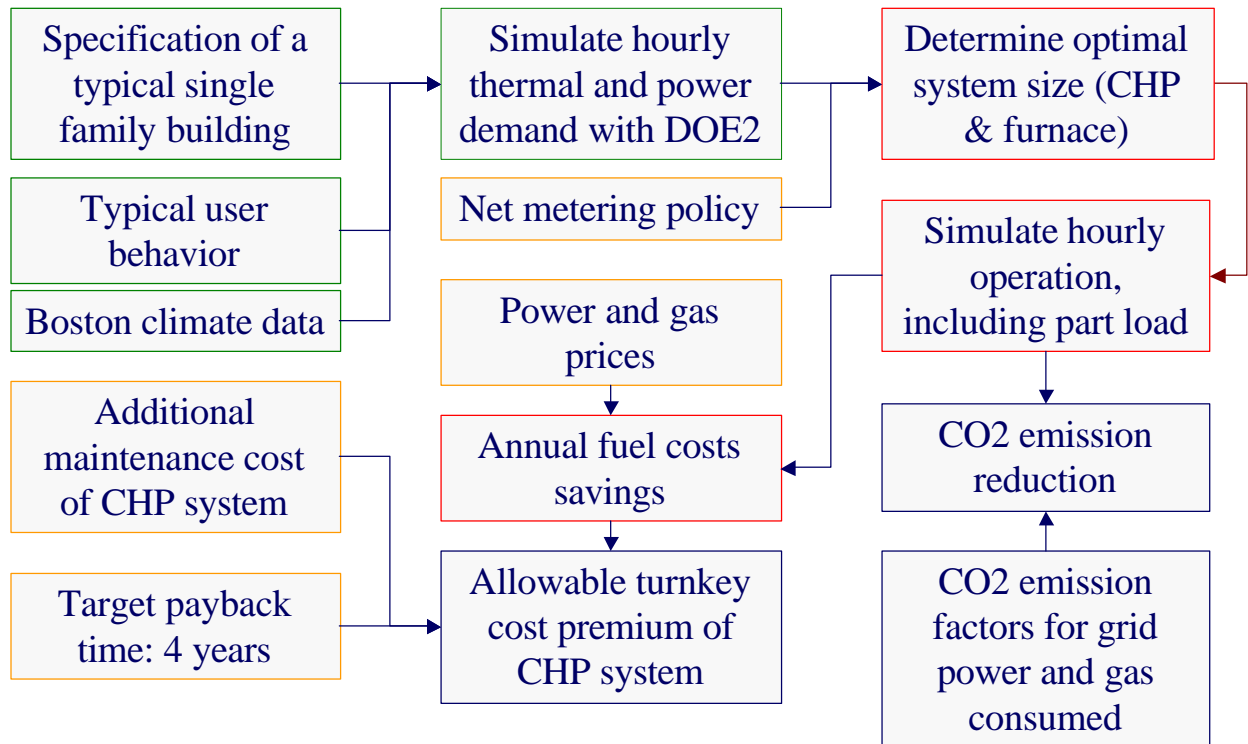 Specification of a
typical single
family building
Simulate hourly
thermal and power
demand with DOE2
Determine optimal
system size (CHP
& furnace)
Typical user
behavior
Net metering policy
Simulate hourly
operation,
including part load
Boston climate data
Power and gas
prices
Additional
maintenance cost
of CHP system
Annual fuel costs
savings
CO2 emission
reduction
Target payback
time: 4 years
Allowable turnkey
cost premium of
CHP system
CO2 emission
factors for grid
power and gas
consumed